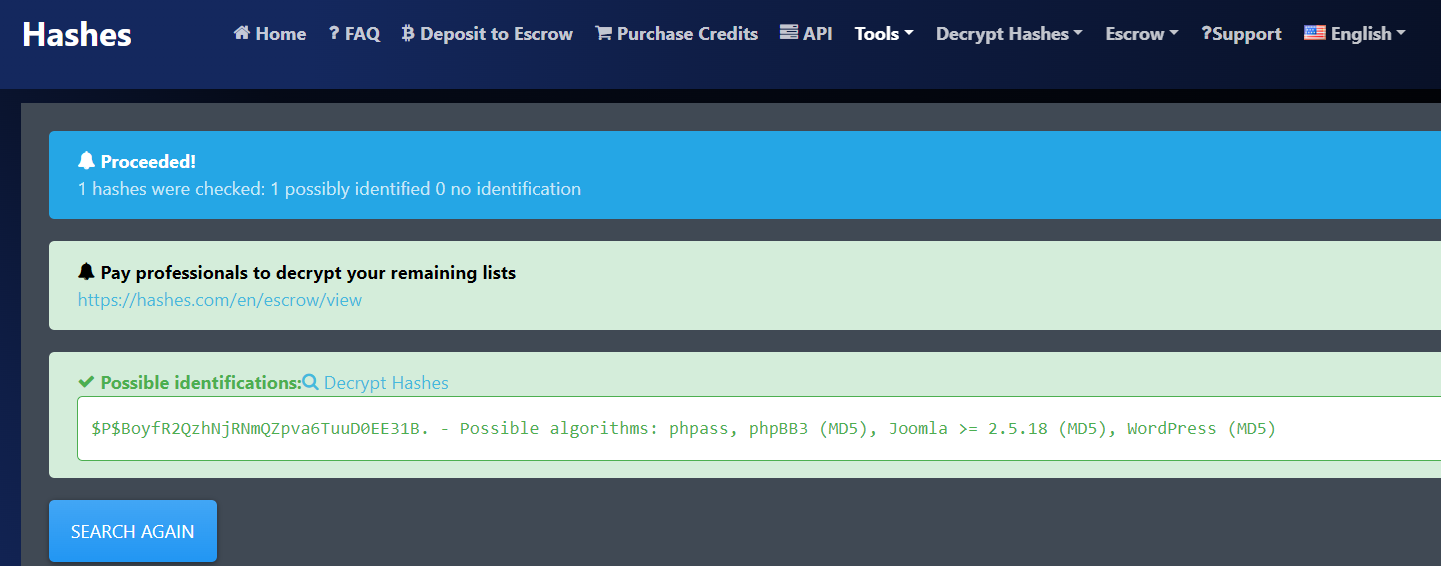 Hashes Home ? FAQ Deposit to Escrow Purchase Credits API Tools Decrypt Hashes Escrow ?Support English
Proceeded!
1 hashes were checked: 1 possibly identified 0 no identification
Pay professionals to decrypt your remaining lists
https://hashes.com/en/escrow/view
Possible identifications: Decrypt Hashes
$P$BoyfR2QzhNjRNmQZpva6TuuD0EE31B. - Possible algorithms: phpass, phpBB3 (MD5), Joomla >= 2.5.18 (MD5), WordPress (MD5)
SEARCH AGAIN